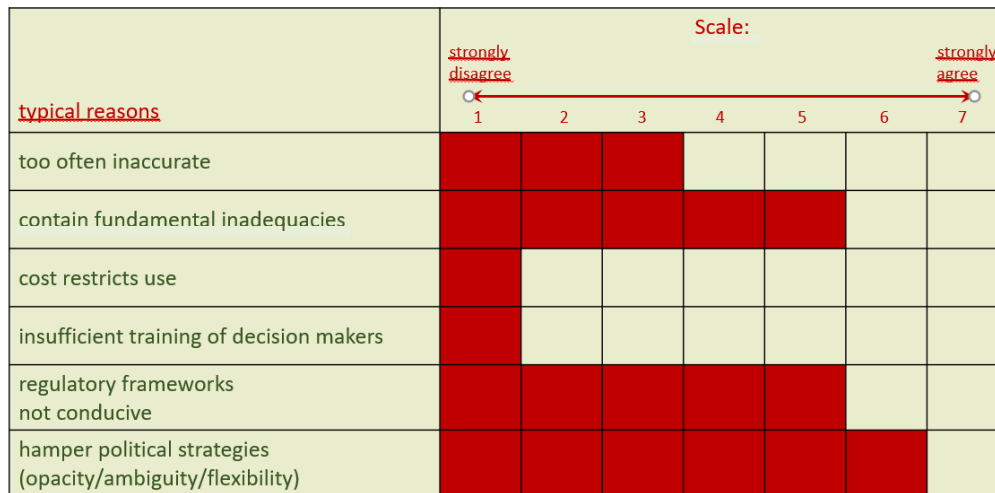 Scale:
strongly disagree
strongly agree
typical reasons
1 2 3 4 5 6 7
too often inaccurate
contain fundamental inadequacies
cost restricts use
insufficient training of decision makers
regulatory frameworks
not conducive
hamper political strategies
(opacity/ambiguity/flexibility)